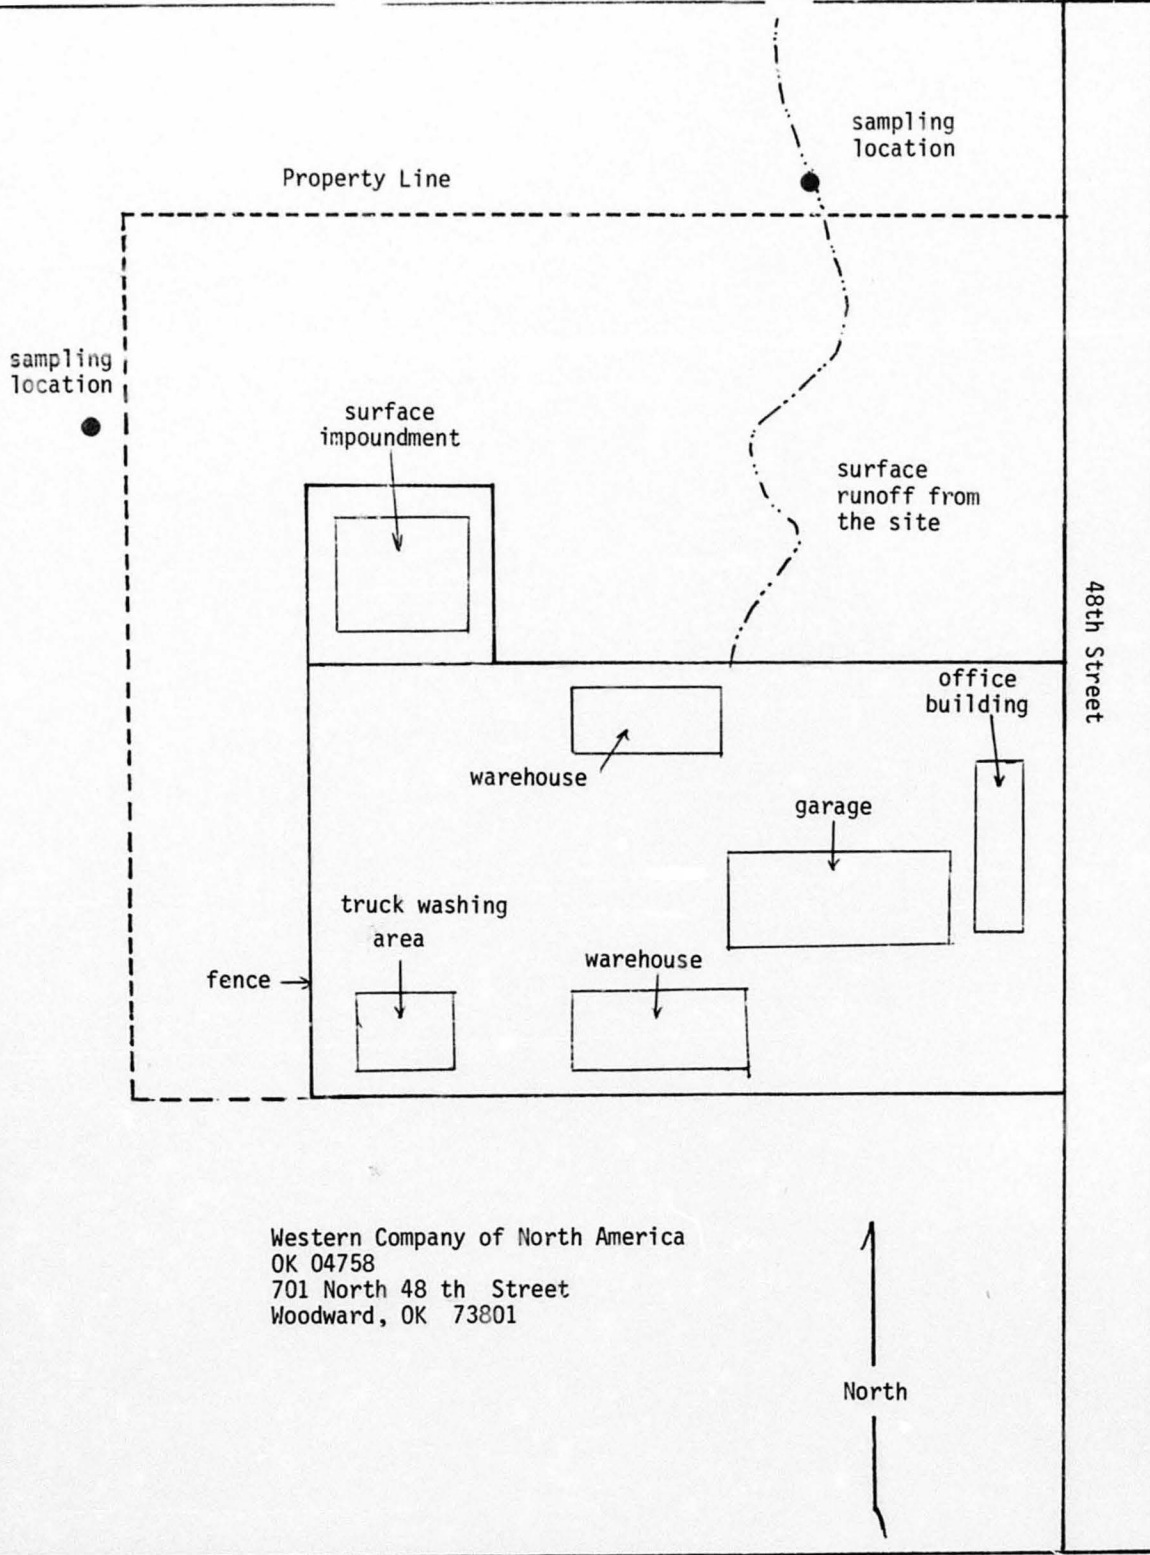 sampling
location
Property Line
sampling
location
surface
impoundment
surface
runoff from
the site
48th Street
office
building
warehouse
garage
truck washing
area
warehouse
fence
Western Company of North America
OK 04758
701 North 48 th Street
Woodward, OK 73801
North